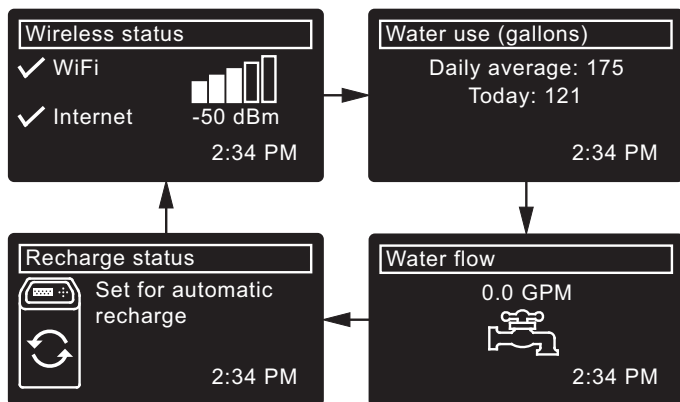 Wireless status
WiFi
Internet
-50 dBm
2:34 PM
Water use (gallons)
Daily average: 175
Today: 121
2:34 PM
Recharge status
Set for automatic
recharge
2:34 PM
Water flow
0.0 GPM
2:34 PM